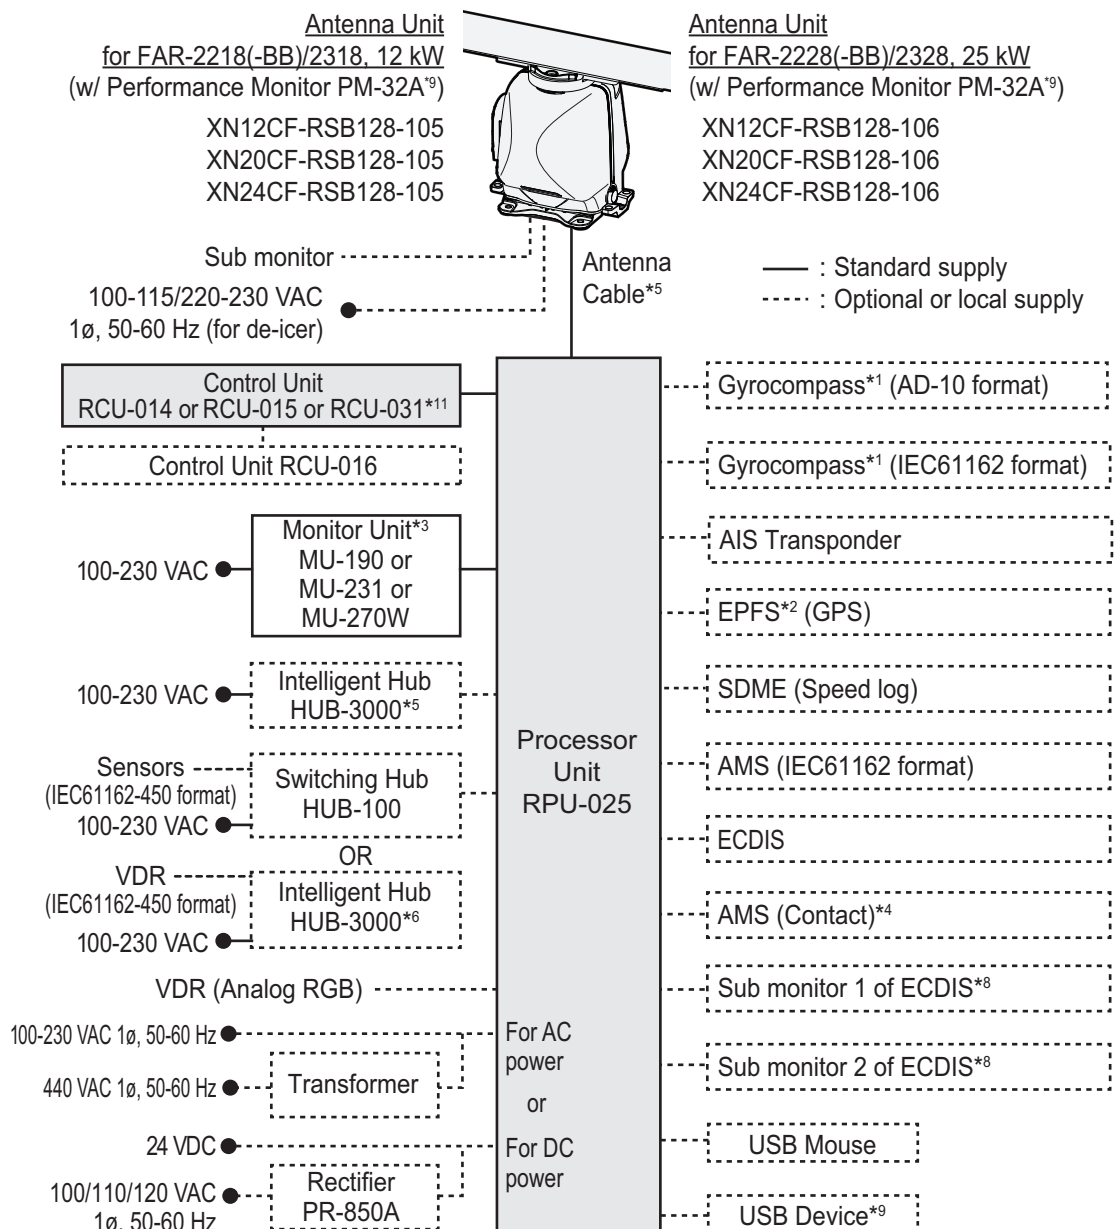 Antenna Unit
for FAR-2218(-BB)/2318, 12 kW
(w/ Performance Monitor PM-32A*9)
XN12CF-RSB128-105
XN20CF-RSB128-105
XN24CF-RSB128-105
Antenna Unit
for FAR-2228(-BB)/2328, 25 kW
(w/ Performance Monitor PM-32A*9)
XN12CF-RSB128-106
XN20CF-RSB128-106
XN24CF-RSB128-106
Sub monitor
100-115/220-230 VAC
1ø, 50-60 Hz (for de-icer)
Antenna
Cable*5
: Standard supply
: Optional or local supply
Control Unit
RCU-014 or RCU-015 or RCU-031*11
Control Unit RCU-016
Monitor Unit*3
MU-190 or
MU-231 or
MU-270W
100-230 VAC
Intelligent Hub
HUB-3000*5
100-230 VAC
Sensors
(IEC61162-450 format)
100-230 VAC
Switching Hub
HUB-100
OR
VDR
(IEC61162-450 format)
100-230 VAC
Intelligent Hub
HUB-3000*6
VDR (Analog RGB)
100-230 VAC 1ø, 50-60 Hz
440 VAC 1ø, 50-60 Hz
Transformer
24 VDC
100/110/120 VAC
1ø, 50-60 Hz
Rectifier
PR-850A
Processor
Unit
RPU-025
For AC
power
or
For DC
power
Gyrocompass*1 (AD-10 format)
Gyrocompass*1 (IEC61162 format)
AIS Transponder
EPFS*2 (GPS)
SDME (Speed log)
AMS (IEC61162 format)
ECDIS
AMS (Contact)*4
Sub monitor 1 of ECDIS*8
Sub monitor 2 of ECDIS*8
USB Mouse
USB Device*9